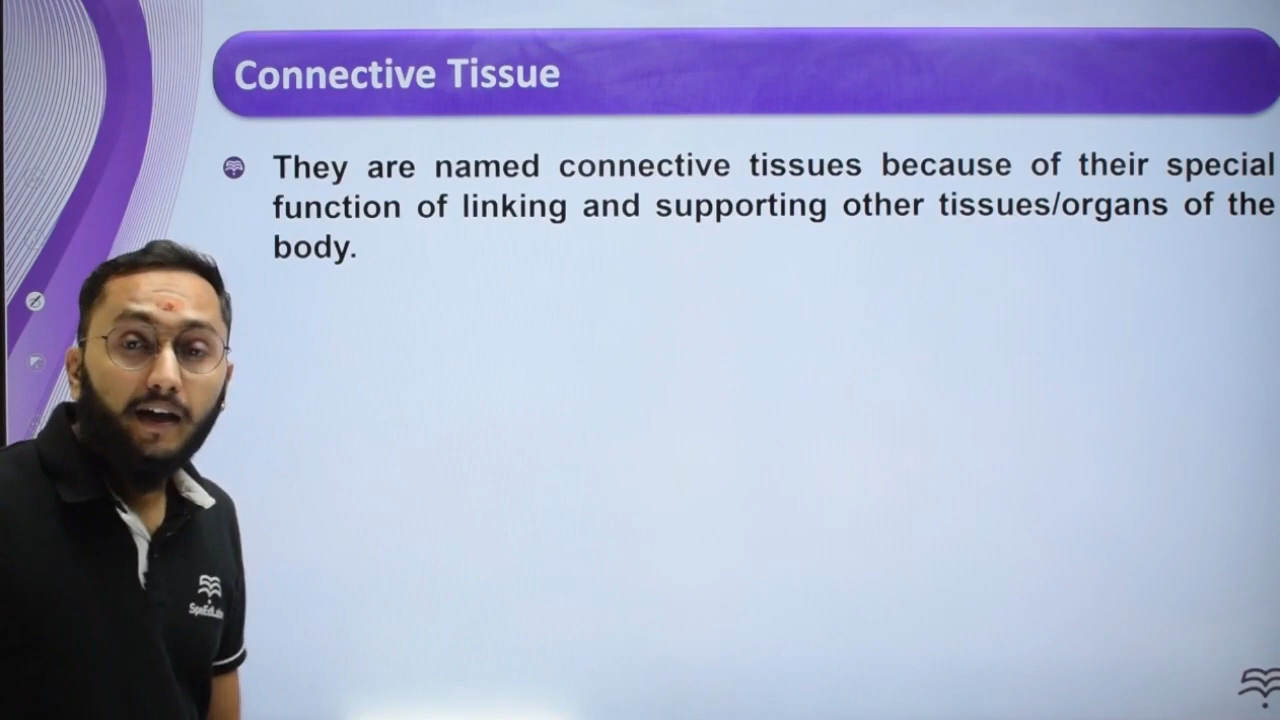 Connective Tissue
They are named connective tissues because of their special
function of linking and supporting other tissues/organs of the
body.